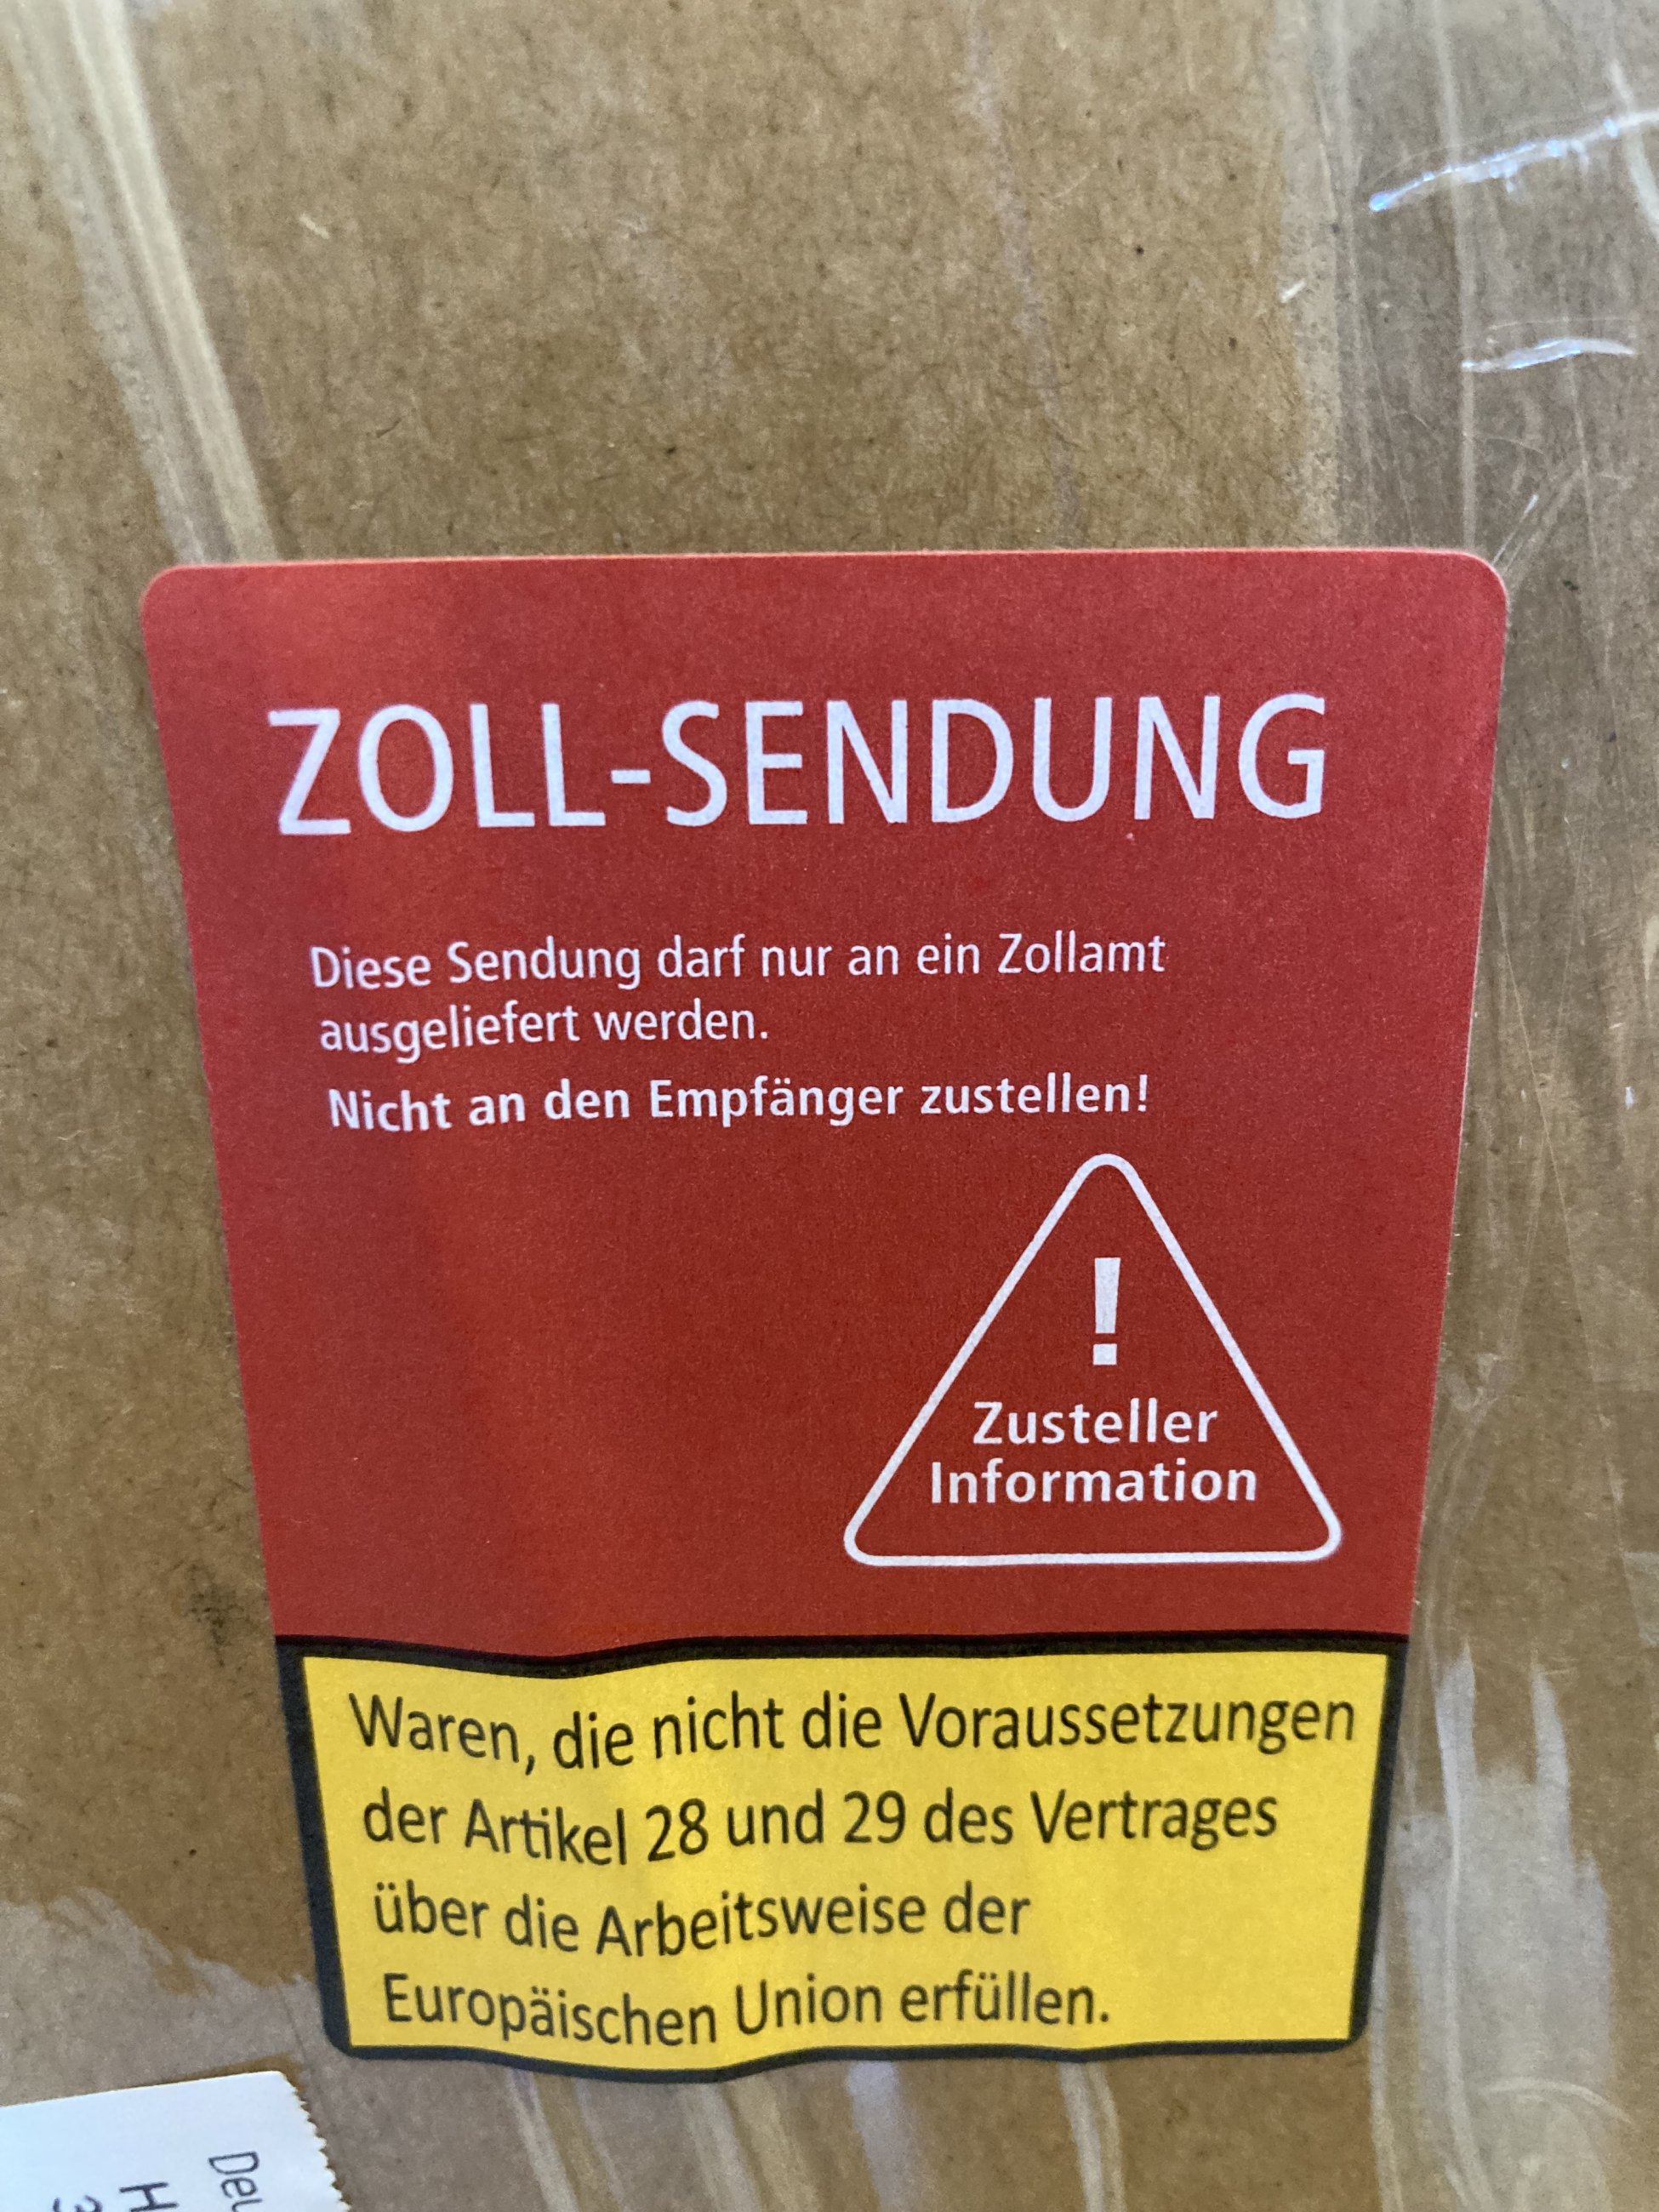 ZOLL-SENDUNG
Diese Sendung darf nur an ein Zollamt
ausgeliefert werden.
Nicht an den Empfänger zustellen!
!
Zusteller
Information
Waren, die nicht die Voraussetzungen
der Artikel 28 und 29 des Vertrages
über die Arbeitsweise der
Europäischen Union erfüllen.